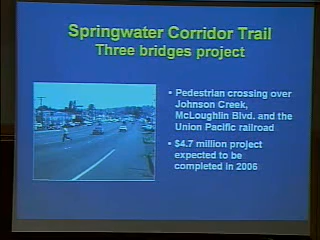 Springwater Corridor Trail
Three bridges project
• Pedestrian crossing over
Johnson Creek,
McLoughlin Blvd. and the
Union Pacific railroad
• $4.7 million project
expected to be
completed in 2006